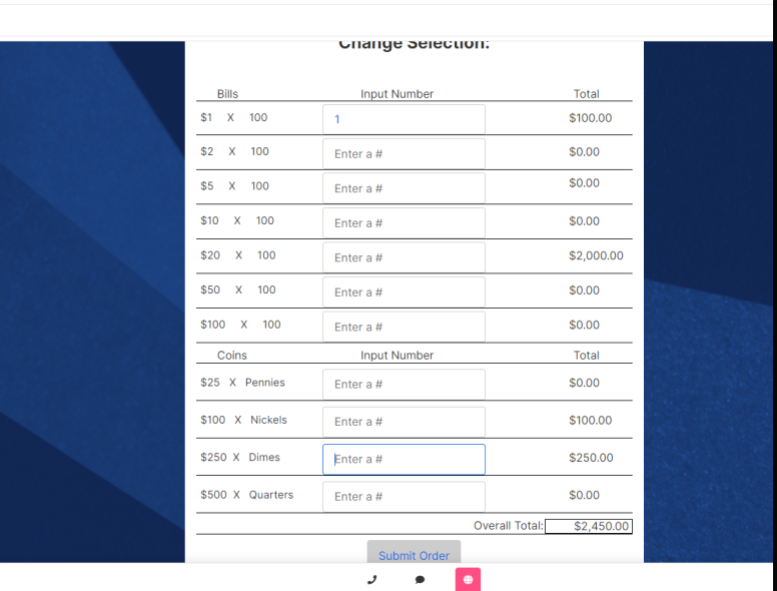 Change Selection:
Bills Input Number Total
$1 X 100 1 $100.00
$2 X 100 Enter a # $0.00
$5 X 100 Enter a # $0.00
$10 X 100 Enter a # $0.00
$20 X 100 Enter a # $2,000.00
$50 X 100 Enter a # $0.00
$100 X 100 Enter a # $0.00
Coins Input Number Total
$25 X Pennies Enter a # $0.00
$100 X Nickels Enter a # $100.00
$250 X Dimes Enter a # $250.00
$500 X Quarters Enter a # $0.00
Overall Total: $2,450.00
Submit Order